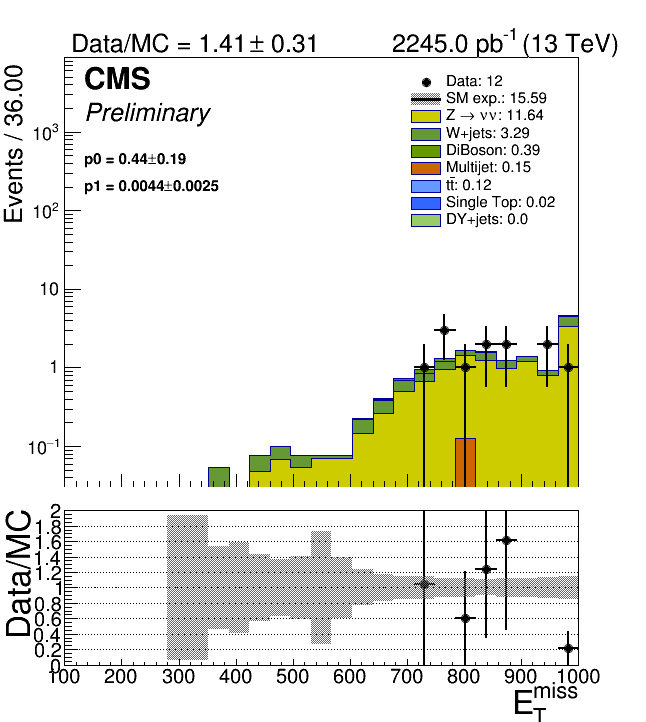 Data/MC = 1.41 ± 0.31 2245.0 pb⁻¹ (13 TeV)
Events / 36.00
CMS
Preliminary
p0 = 0.44±0.19
p1 = 0.0044±0.0025
Data: 12
SM exp.: 15.59
Z → νν: 11.64
W+jets: 3.29
DiBoson: 0.39
Multijet: 0.15
tt̄: 0.12
Single Top: 0.02
DY+jets: 0.0
10³
10²
10
1
10⁻¹
Data/MC
2
1.8
1.6
1.4
1.2
1
0.8
0.6
0.4
0.2
0
100 200 300 400 500 600 700 800 900 1000
E_T^miss